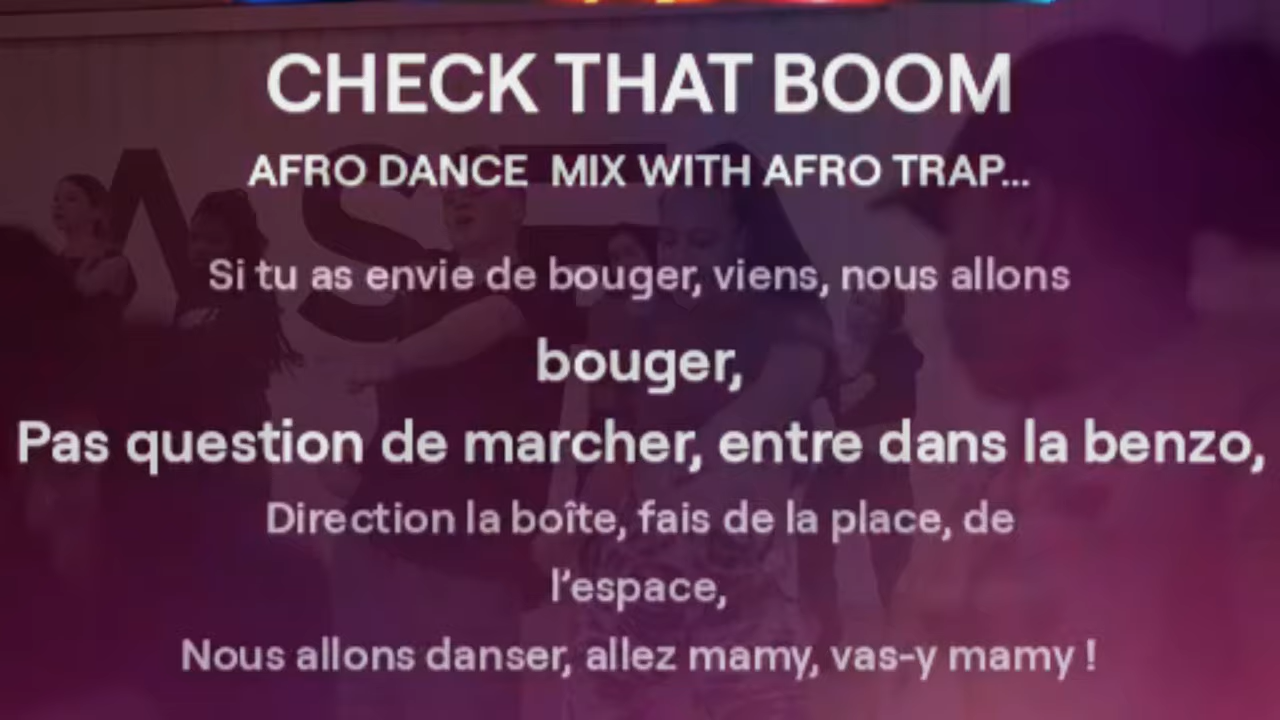 CHECK THAT BOOM
AFRO DANCE MIX WITH AFRO TRAP...
Si tu as envie de bouger, viens, nous allons
bouger,
Pas question de marcher, entre dans la benzo,
Direction la boîte, fais de la place, de
l'espace,
Nous allons danser, allez mamy, vas-y mamy !